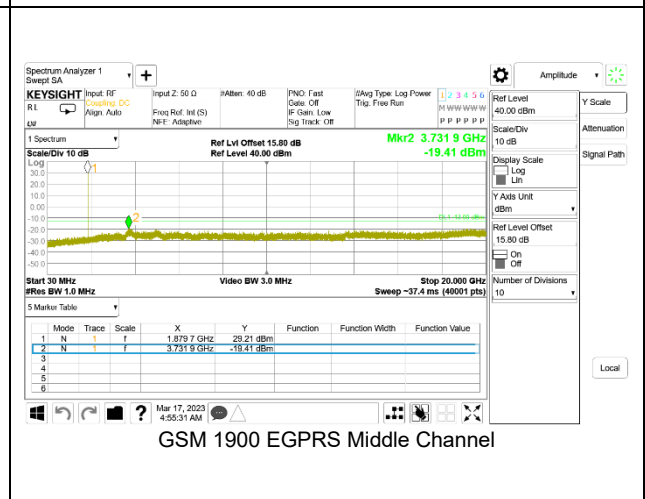 Spectrum Analyzer 1
Swept SA
+
Amplitude
KEYSIGHT Input: RF Input Z: 50 Ω #Atten: 40 dB PNO: Fast #Avg Type: Log Power 1 2 3 4 5 6
RL Coupling: DC Gate: Off Trig: Free Run M W W W W W
Align: Auto Freq Ref: Int (S) IF Gain: Low P P P P P P
NFE: Adaptive Sig Track: Off
Ref Level
40.00 dBm
Y Scale
Scale/Div
10 dB
Attenuation
Display Scale
Log
Lin
Signal Path
Y Axis Unit
dBm
Ref Level Offset
15.80 dB
On
Off
Number of Divisions
10
Local
1 Spectrum Ref Lvl Offset 15.80 dB Mkr2 3.731 9 GHz
Scale/Div 10 dB Ref Level 40.00 dBm -19.41 dBm
Log
30.0
20.0
10.0
0.00
-10.0
-20.0
-30.0
-40.0
-50.0
1
2
Start 30 MHz Video BW 3.0 MHz Stop 20.000 GHz
#Res BW 1.0 MHz Sweep ~37.4 ms (40001 pts)
5 Marker Table
Mode Trace Scale X Y Function Function Width Function Value
1 N 1 f 1.879 7 GHz 29.21 dBm
2 N 1 f 3.731 9 GHz -19.41 dBm
3
4
5
6
? Mar 17, 2023
4:55:31 AM
GSM 1900 EGPRS Middle Channel